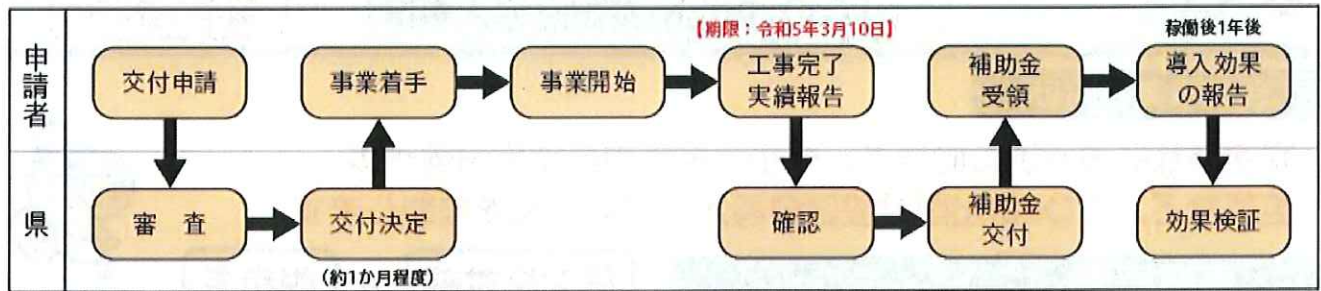 申請者
交付申請
事業着手
事業開始
【期限：令和5年3月10日】
工事完了
実績報告
補助金
受領
稼働後1年後
導入効果
の報告
県
審　査
交付決定
(約1か月程度)
確認
補助金
交付
効果検証